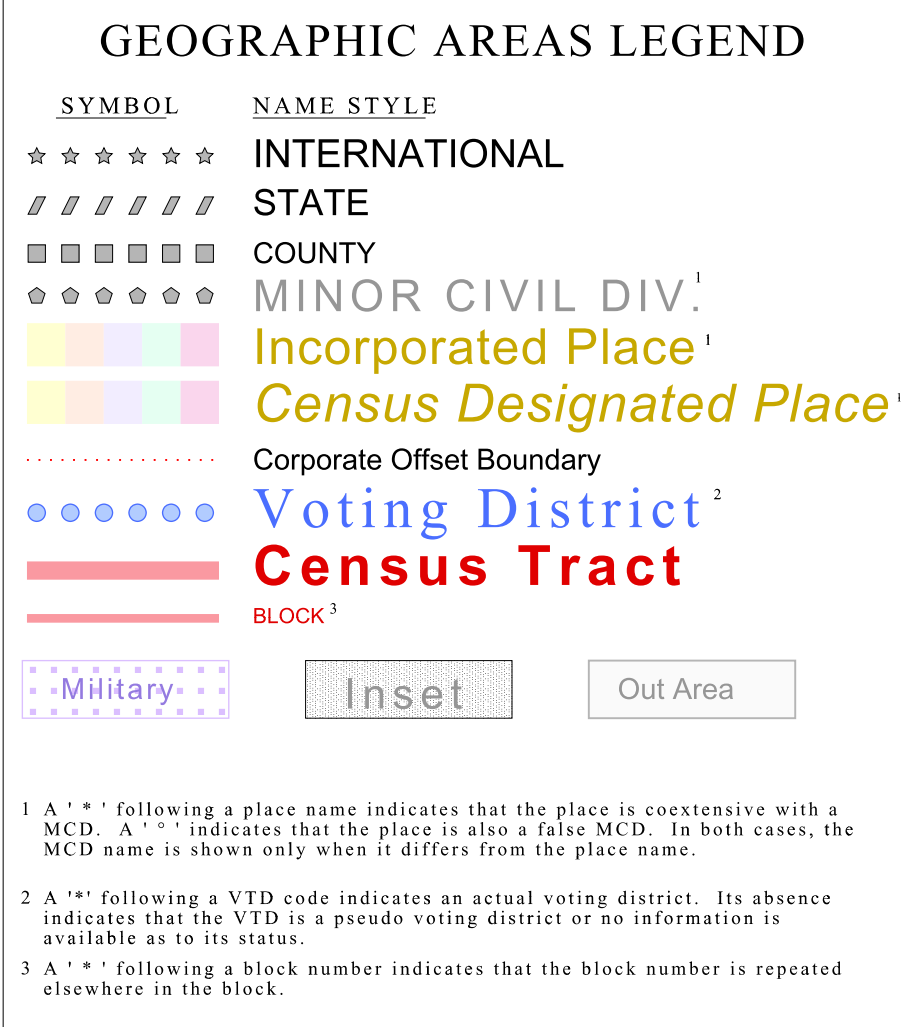 GEOGRAPHIC AREAS LEGEND
SYMBOL NAME STYLE
INTERNATIONAL
STATE
COUNTY
MINOR CIVIL DIV. 1
Incorporated Place 1
Census Designated Place 1
Corporate Offset Boundary
Voting District 2
Census Tract
BLOCK 3
Military Inset Out Area
1 A ' * ' following a place name indicates that the place is coextensive with a
MCD. A ' ° ' indicates that the place is also a false MCD. In both cases, the
MCD name is shown only when it differs from the place name.
2 A '*' following a VTD code indicates an actual voting district. Its absence
indicates that the VTD is a pseudo voting district or no information is
available as to its status.
3 A ' * ' following a block number indicates that the block number is repeated
elsewhere in the block.